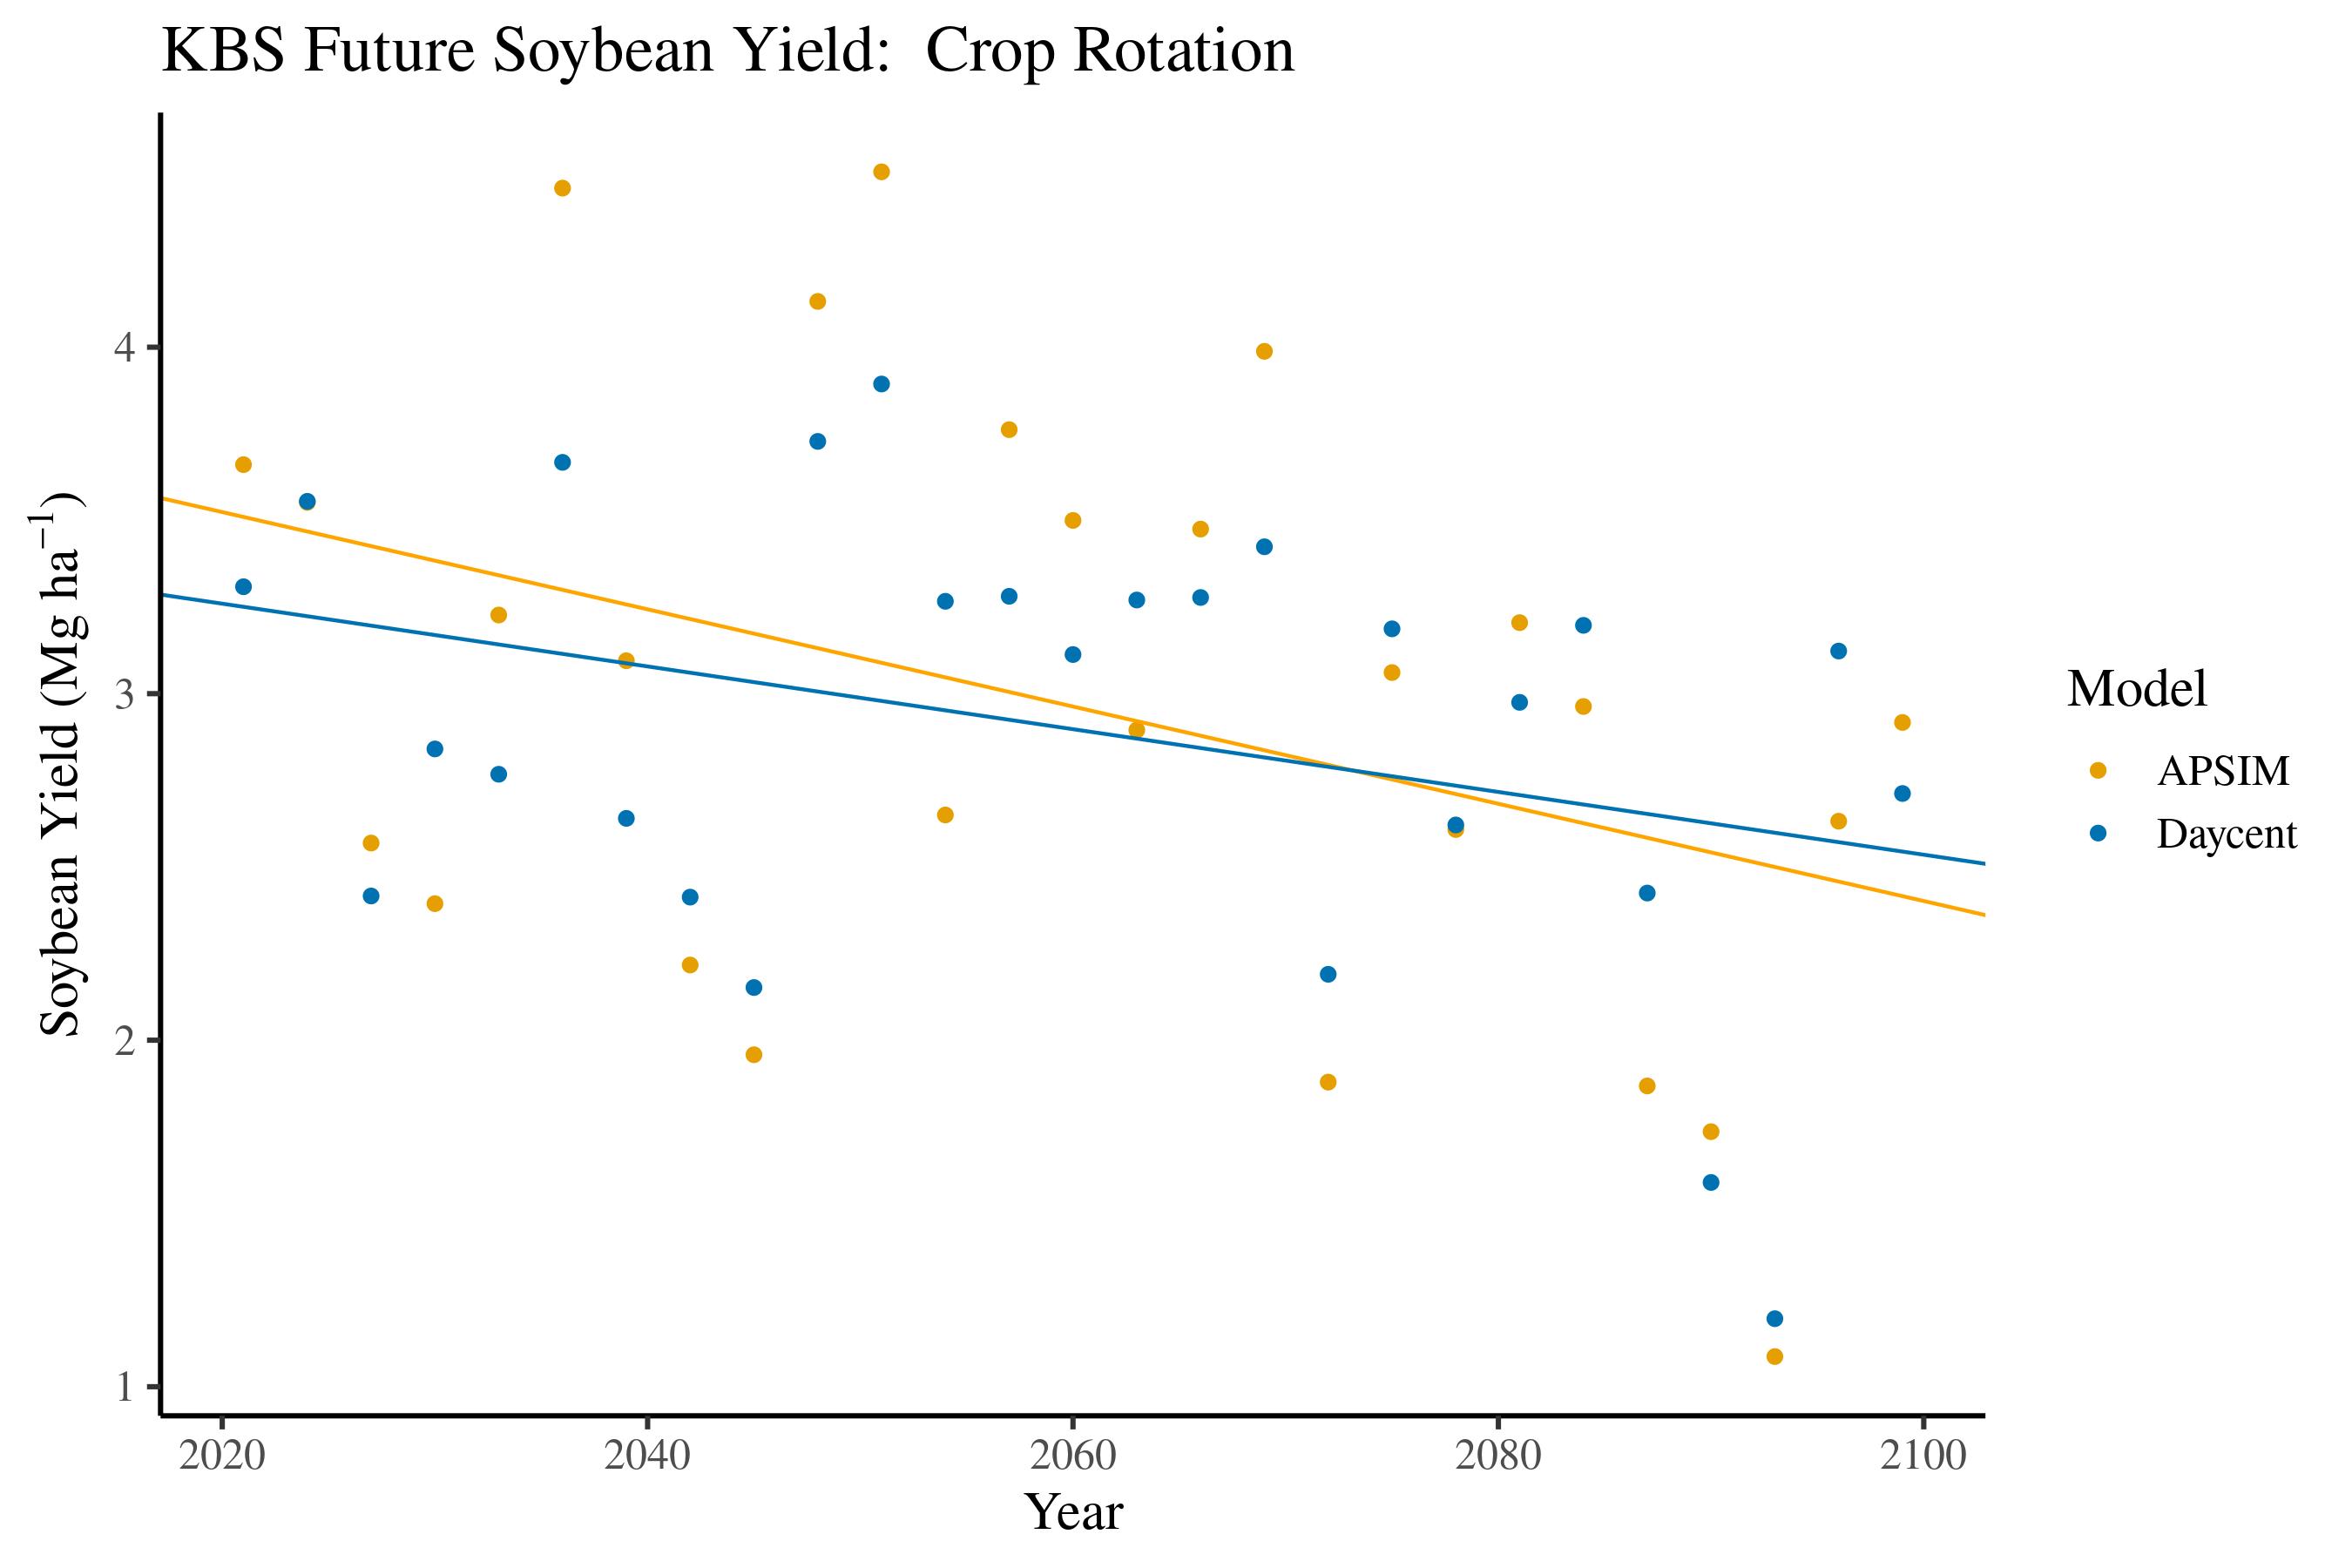 KBS Future Soybean Yield:  Crop Rotation
Soybean Yield (Mg ha⁻¹)
4
3
2
1
2020 2040 2060 2080 2100
Year
Model
APSIM
Daycent